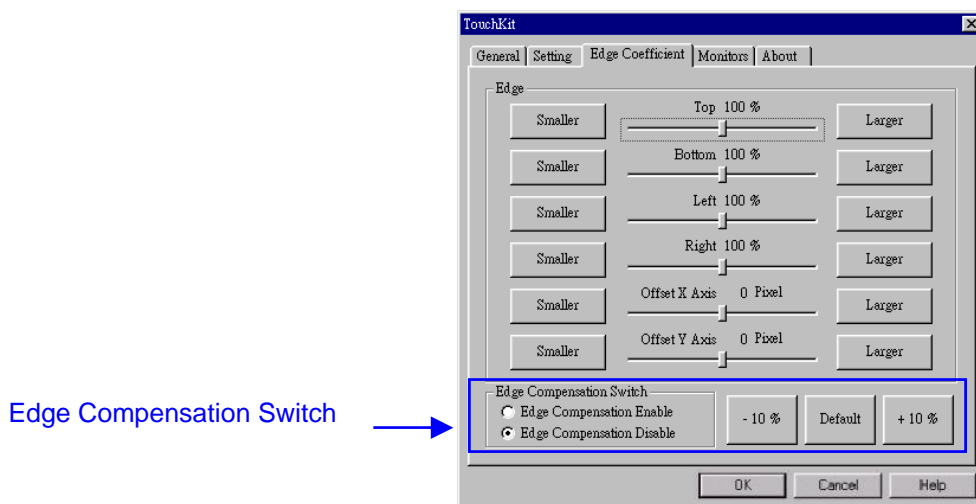 TouchKit
General Setting Edge Coefficient Monitors About
Edge
Top 100 %
Smaller Larger
Bottom 100 %
Smaller Larger
Left 100 %
Smaller Larger
Right 100 %
Smaller Larger
Offset X Axis 0 Pixel
Smaller Larger
Offset Y Axis 0 Pixel
Smaller Larger
Edge Compensation Switch
Edge Compensation Switch
Edge Compensation Enable
Edge Compensation Disable
- 10 % Default + 10 %
OK Cancel Help